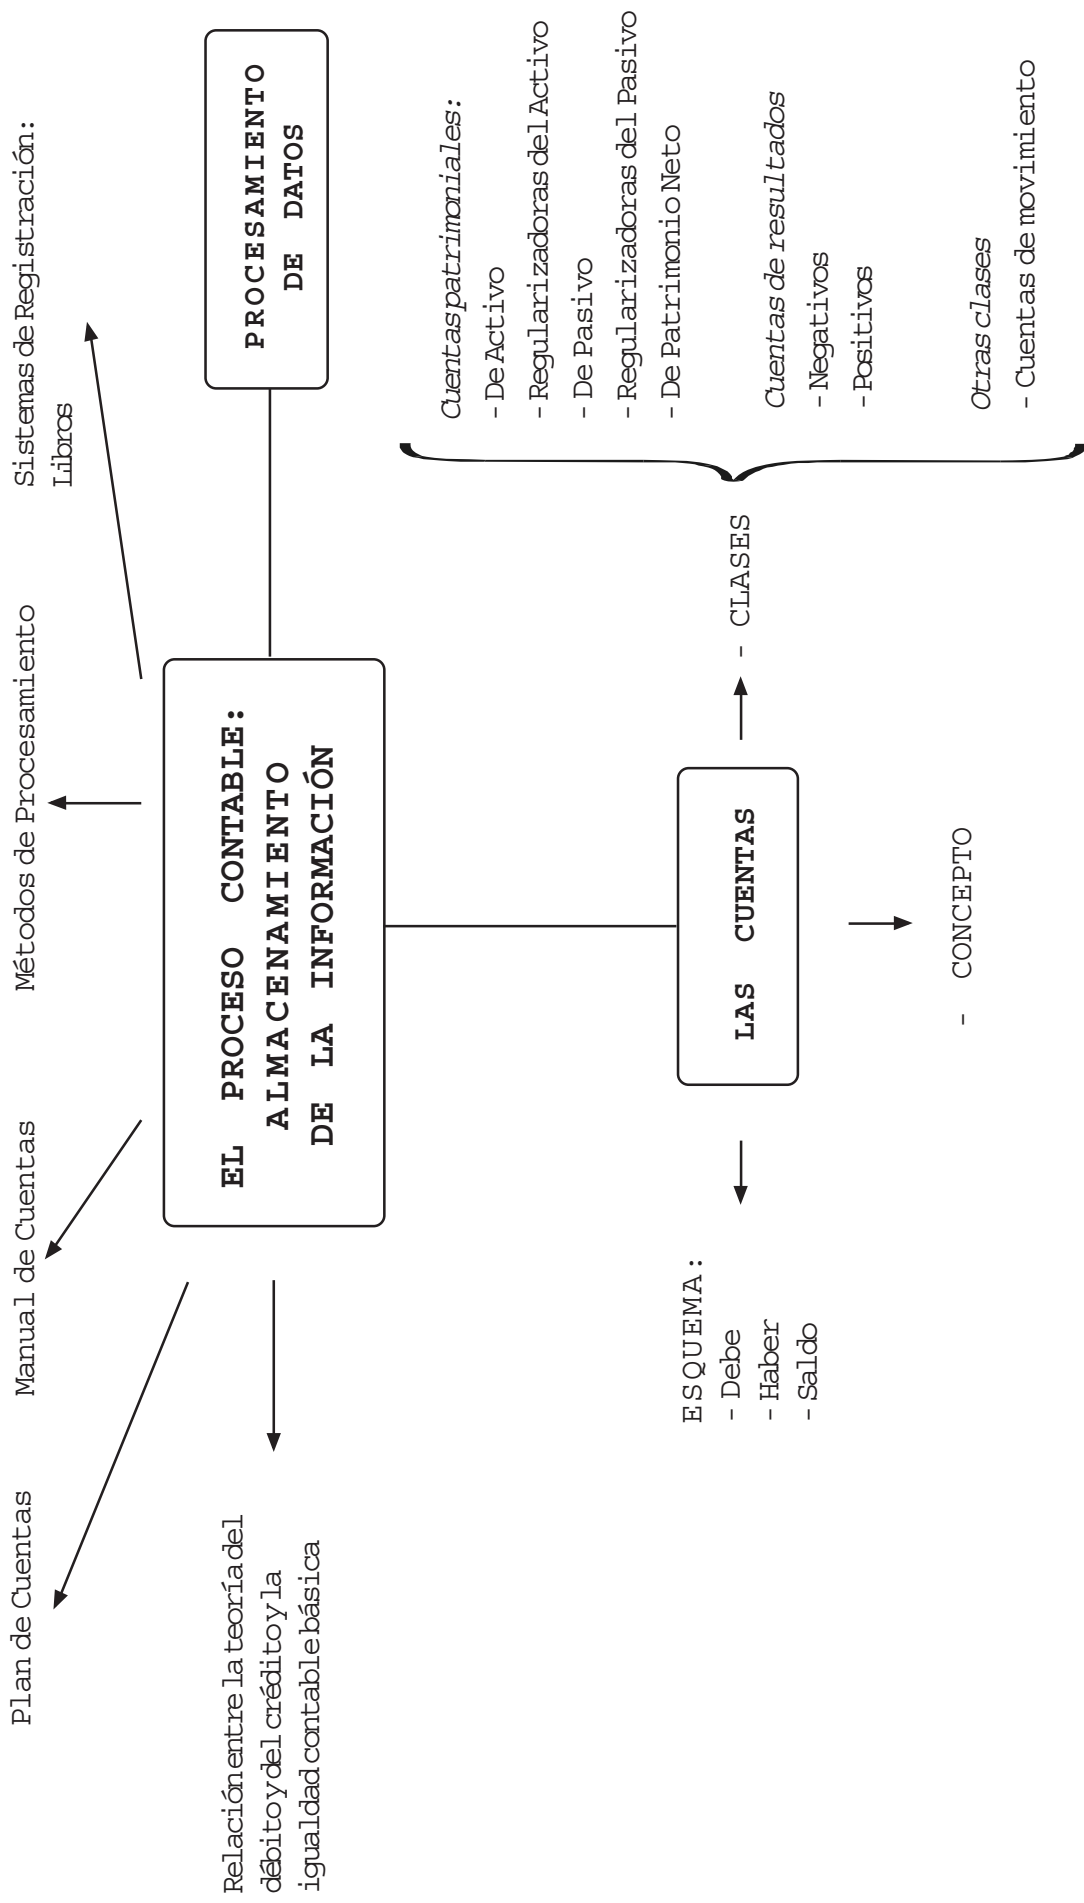 Plan de Cuentas
Manual de Cuentas
Métodos de Procesamiento
Sistemas de Registración:
Libros
Relación entre la teoría del
débito y del crédito y la
igualdad contable básica
EL PROCESO CONTABLE:
ALMACENAMIENTO
DE LA INFORMACIÓN
PROCESAMIENTO
DE DATOS
LAS CUENTAS
ESQUEMA:
- Debe
- Haber
- Saldo
- CONCEPTO
- CLASES
Cuentas patrimoniales:
- De Activo
- Regularizadoras del Activo
- De Pasivo
- Regularizadoras del Pasivo
- De Patrimonio Neto
Cuentas de resultados
- Negativos
- Positivos
Otras clases
- Cuentas de movimiento